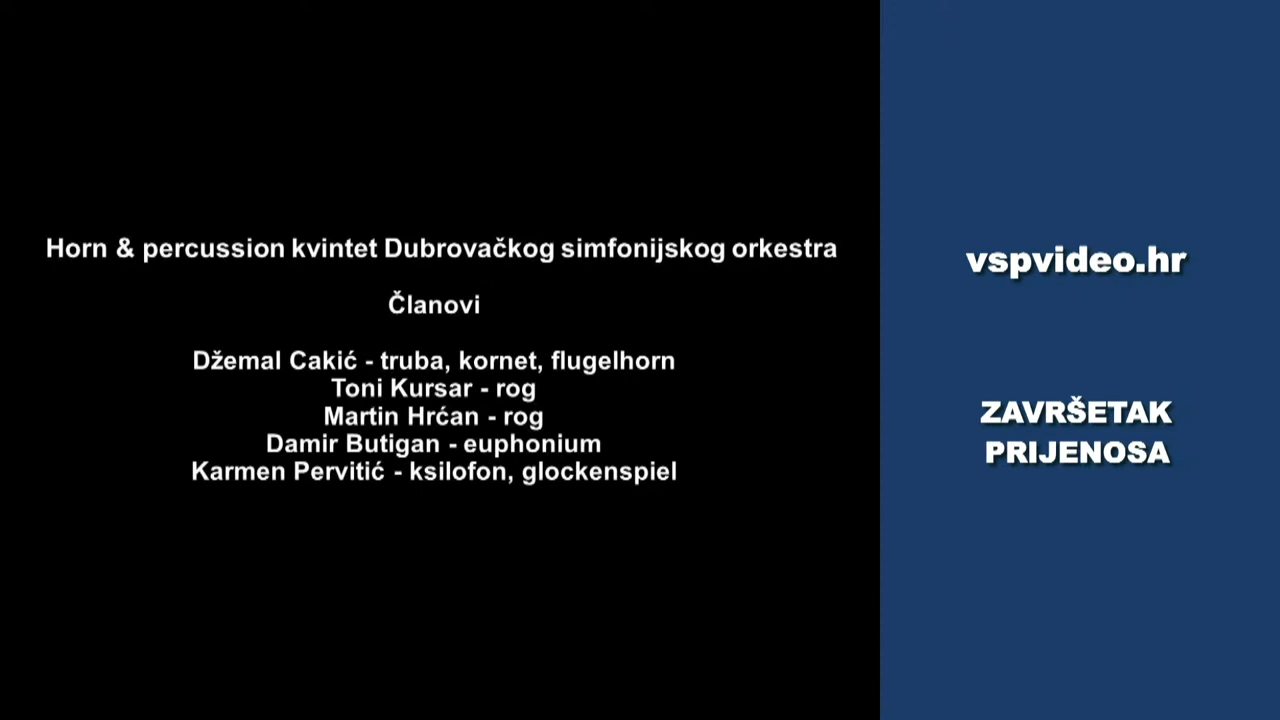 Horn & percussion kvintet Dubrovačkog simfonijskog orkestra
Članovi
Džemal Cakić - truba, kornet, flugelhorn
Toni Kursar - rog
Martin Hrćan - rog
Damir Butigan - euphonium
Karmen Pervitić - ksilofon, glockenspiel
vspvideo.hr
ZAVRŠETAK
PRIJENOSA